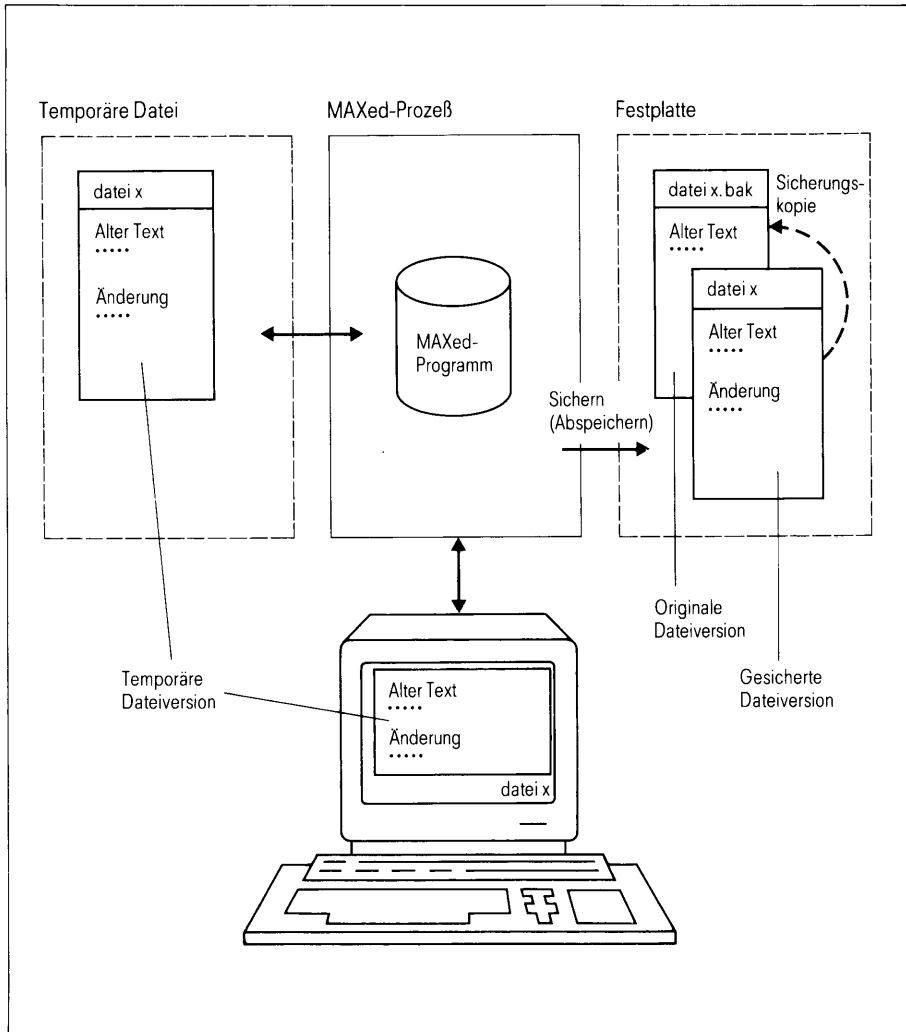 Temporäre Datei
MAXed-Prozeß
Festplatte
datei x
Alter Text
.....
Änderung
.....
MAXed-
Programm
Sichern
(Abspeichern)
datei x.bak
Alter Text
.....
Sicherungs-
kopie
datei x
Alter Text
.....
Änderung
.....
Originale
Dateiversion
Gesicherte
Dateiversion
Temporäre
Dateiversion
Alter Text
.....
Änderung
.....
datei x